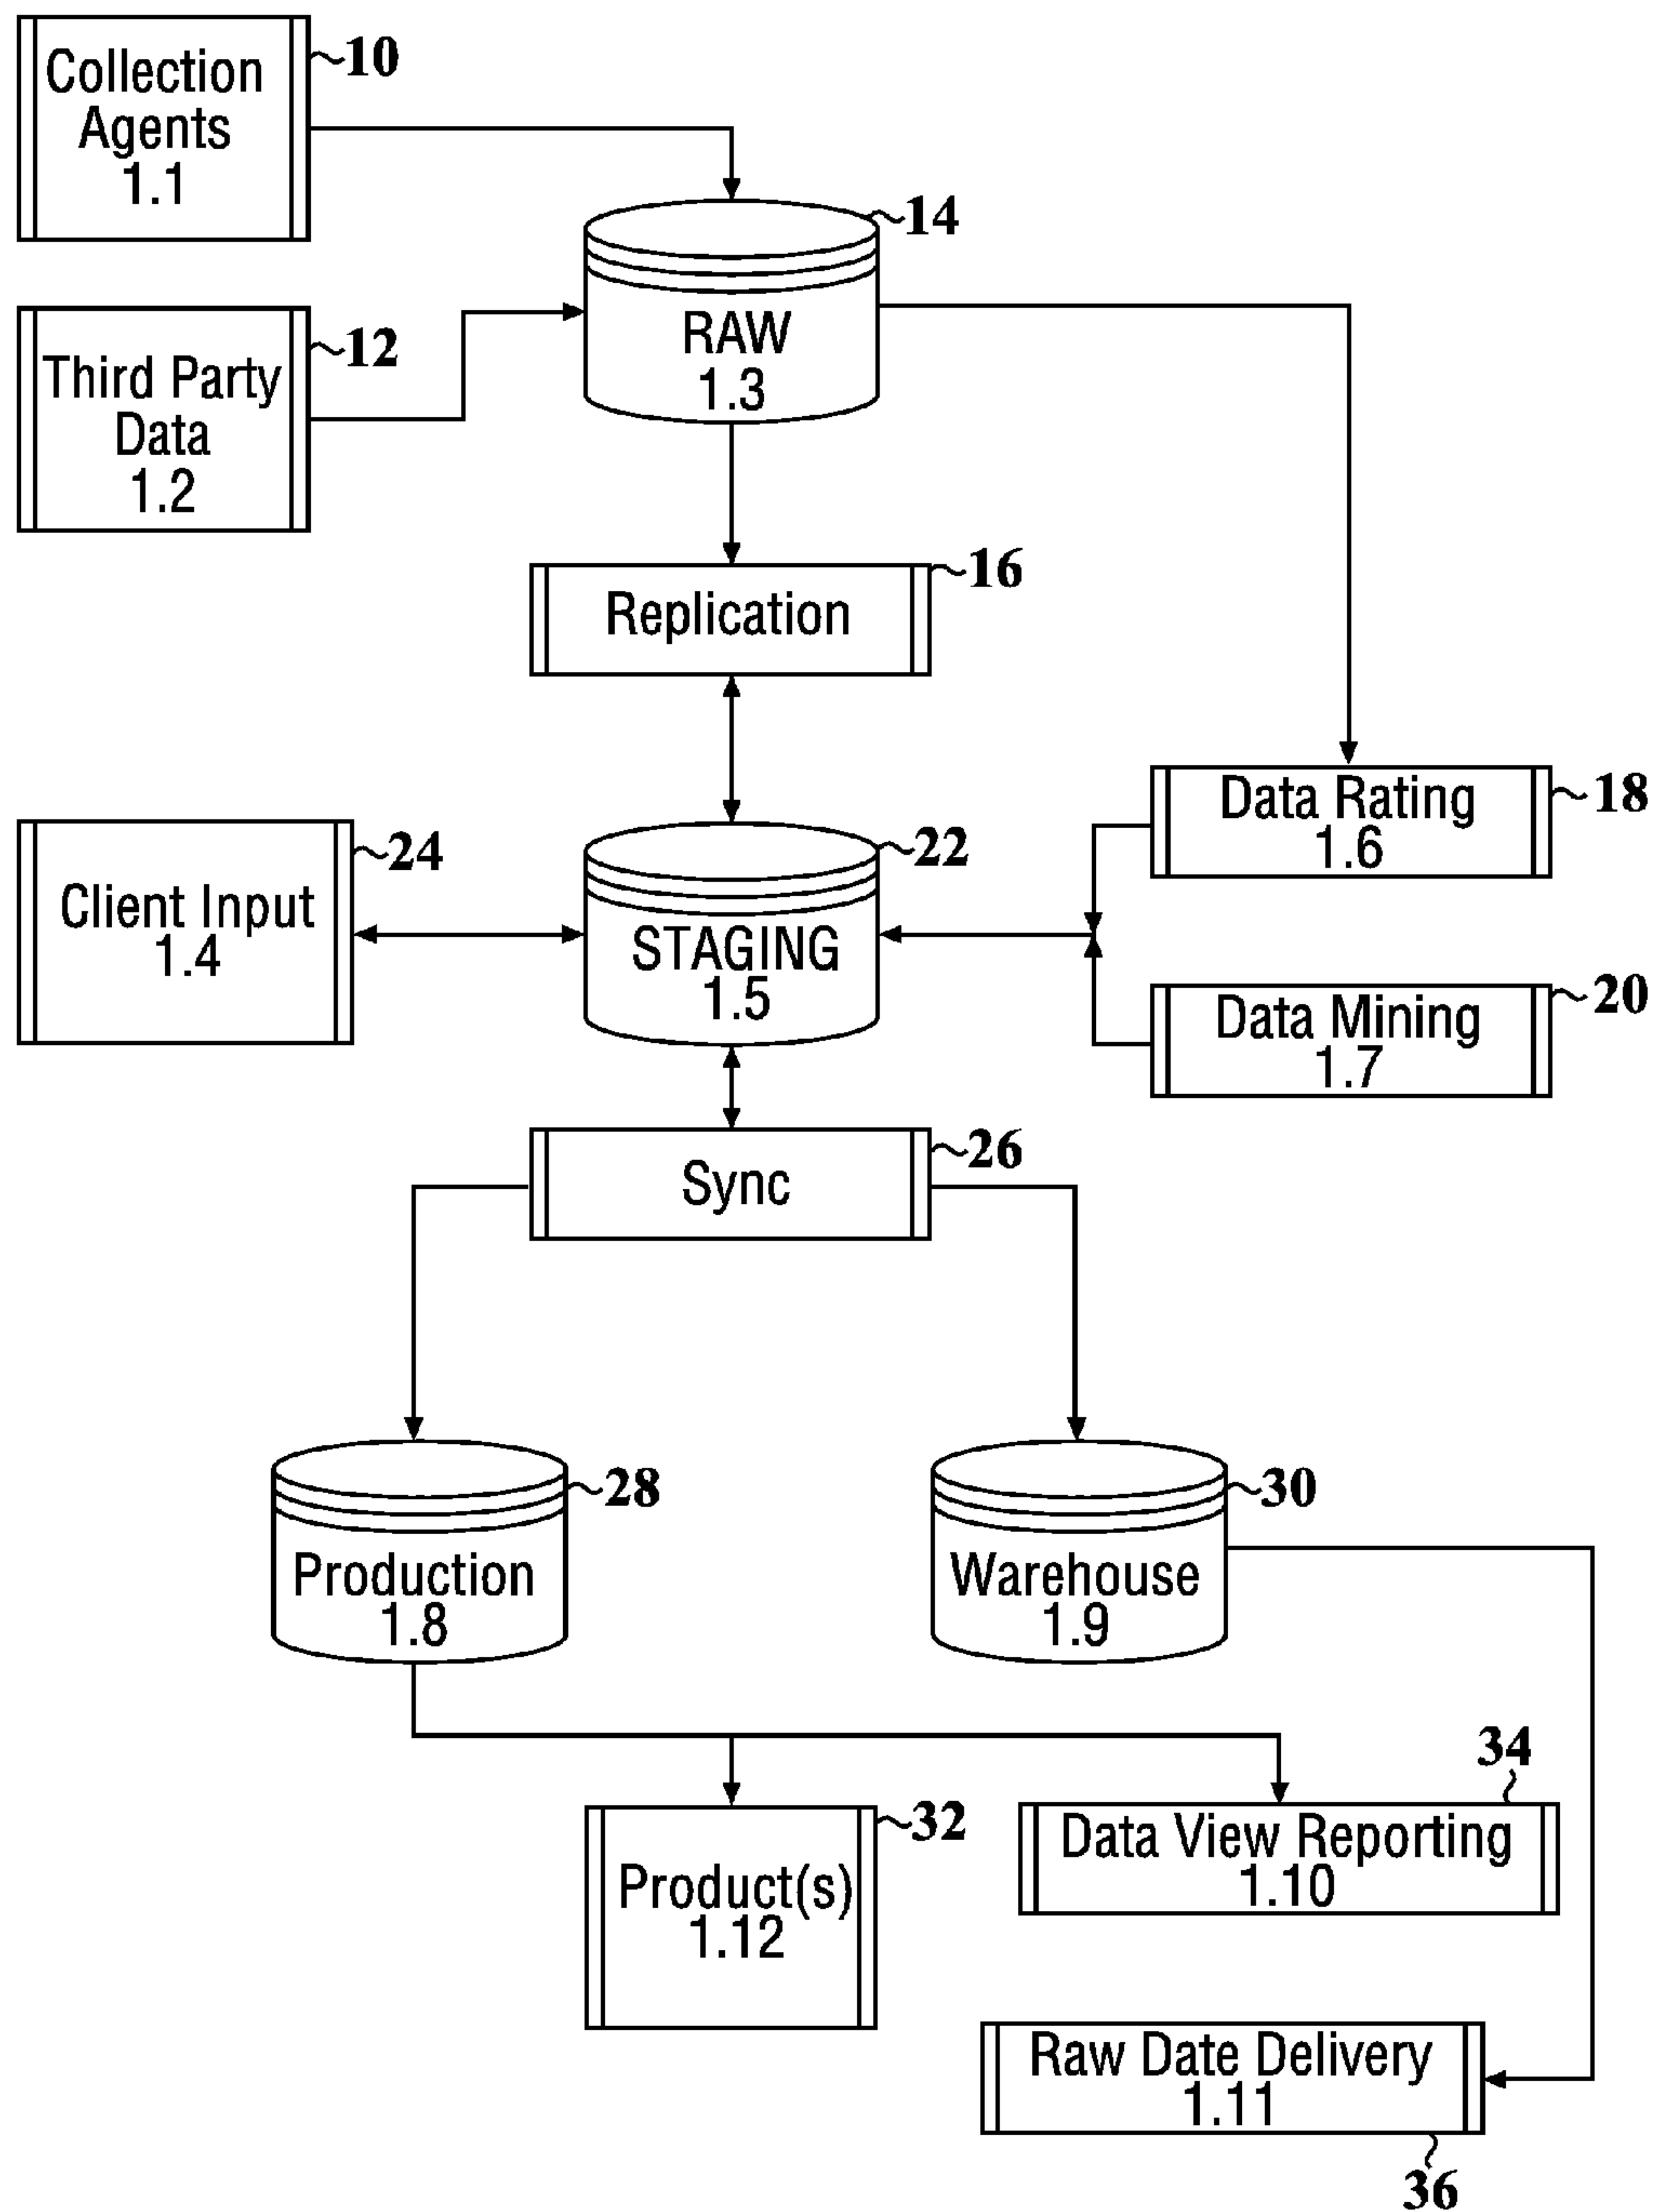 Collection
Agents
1.1
10
Third Party
Data
1.2
12
RAW
1.3
14
Replication
16
Data Rating
1.6
18
Client Input
1.4
24
STAGING
1.5
22
Data Mining
1.7
20
Sync
26
Production
1.8
28
Warehouse
1.9
30
Product(s)
1.12
32
34
Data View Reporting
1.10
Raw Date Delivery
1.11
36